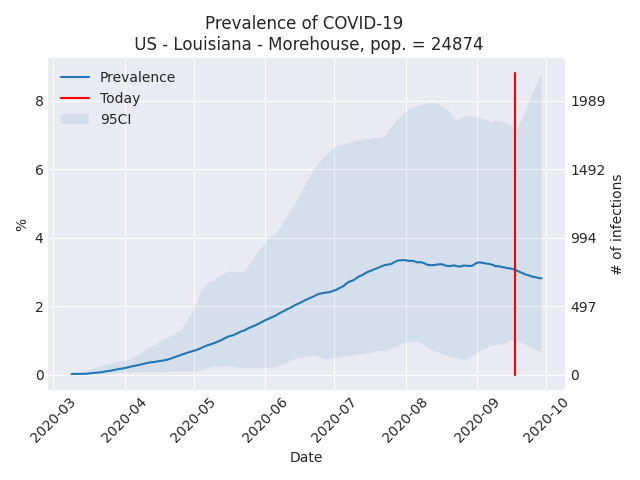 Prevalence of COVID-19
US - Louisiana - Morehouse, pop. = 24874
Prevalence
Today
95CI
8
6
4
2
0
%
1989
1492
994
497
0
# of infections
2020-03
2020-04
2020-05
2020-06
2020-07
2020-08
2020-09
2020-10
Date